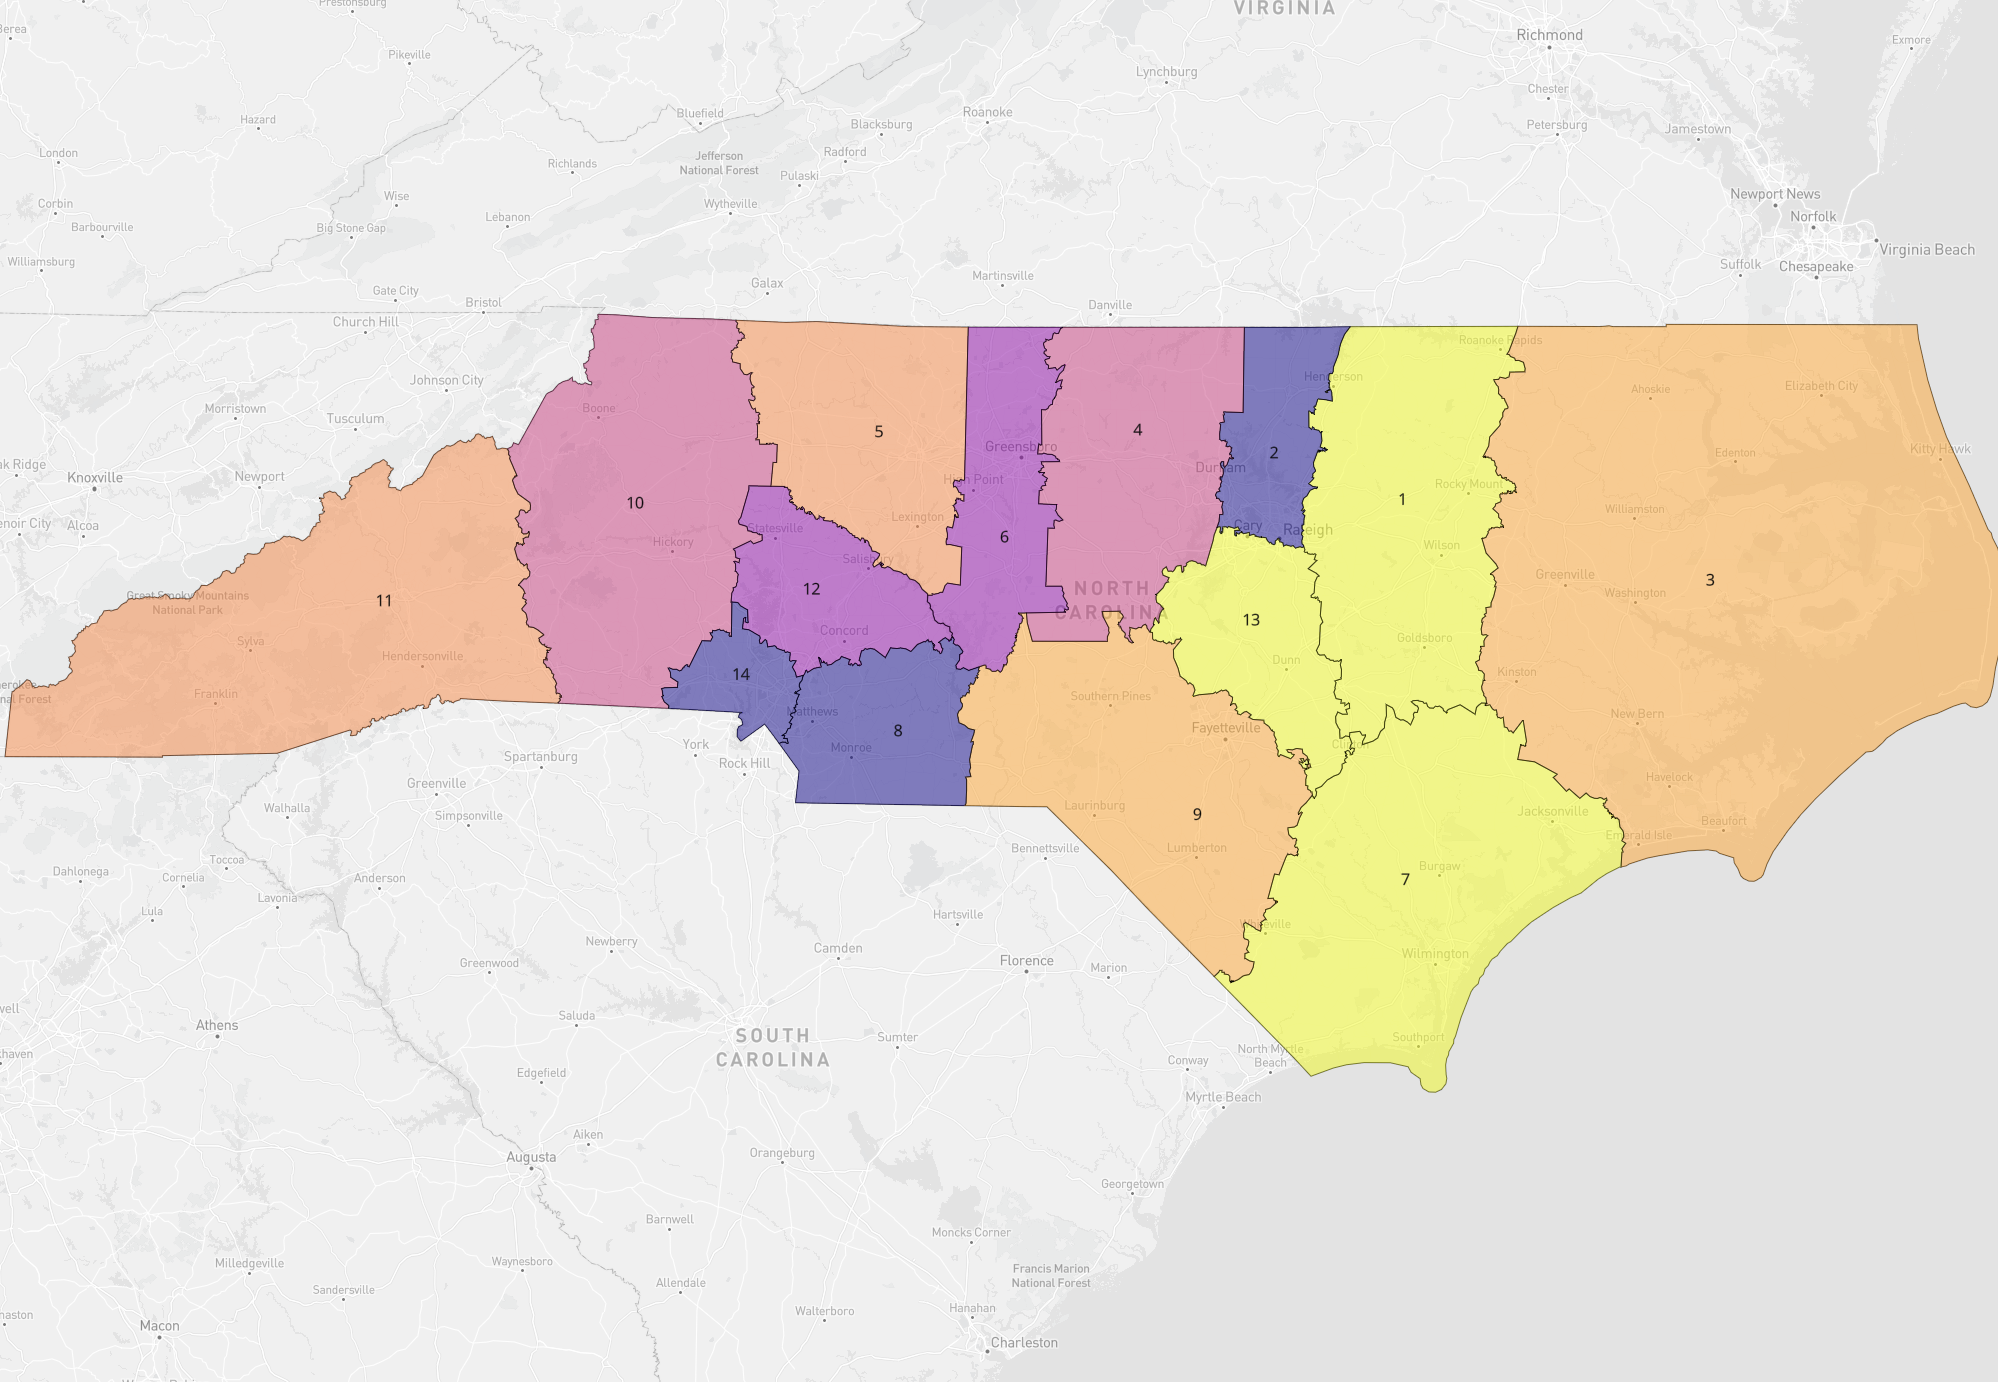 Prestonsburg
VIRGINIA
Berea
Richmond
Exmore
Pikeville
Lynchburg
Chester
Hazard
Bluefield
Roanoke
Blacksburg
Petersburg
Jamestown
London
Jefferson
National Forest
Radford
Richlands
Pulaski
Wise
Newport News
Corbin
Lebanon
Wytheville
Norfolk
Barbourville
Big Stone Gap
Virginia Beach
Williamsburg
Suffolk
Chesapeake
Galax
Martinsville
Gate City
Bristol
Danville
Church Hill
Roanoke Rapids
Johnson City
Henderson
Ahoskie
Elizabeth City
Morristown
Boone
Tusculum
5
4
Greensboro
2
Edenton
Kitty Hawk
ak Ridge
Knoxville
Newport
Durham
High Point
Rocky Mount
1
10
Williamston
Lexington
enoir City
Alcoa
Statesville
Cary
Raleigh
Hickory
6
Wilson
Salisbury
Greenville
3
12
NORTH
CAROLINA
Washington
Great Smoky Mountains
National Park
11
13
Concord
Goldsboro
Sylva
Hendersonville
Dunn
14
Kinston
nal Forest
Franklin
Southern Pines
Matthews
New Bern
8
Fayetteville
York
Monroe
Clinton
Spartanburg
Rock Hill
Havelock
Greenville
Laurinburg
9
Walhalla
Simpsonville
Jacksonville
Beaufort
Emerald Isle
Bennettsville
Lumberton
Toccoa
Dahlonega
Cornelia
Anderson
Burgaw
7
Lavonia
Lula
Hartsville
Whiteville
Newberry
Camden
Wilmington
Greenwood
Florence
Marion
well
Saluda
Athens
SOUTH
CAROLINA
Sumter
Southport
North Myrtle
Beach
khaven
Conway
Edgefield
Myrtle Beach
Aiken
Orangeburg
Augusta
Georgetown
Barnwell
Moncks Corner
Milledgeville
Waynesboro
Francis Marion
National Forest
Sandersville
Allendale
Hanahan
Walterboro
Macon
Charleston